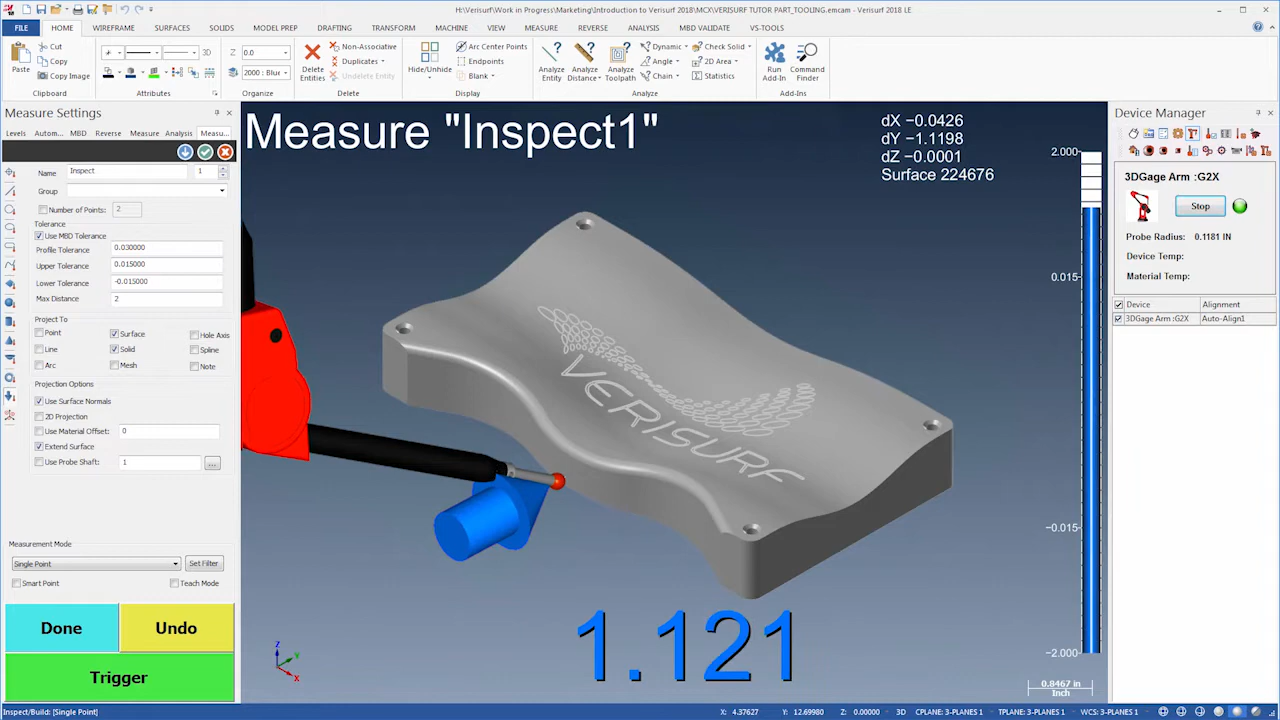 H:\Verisurf\Work in Progress\Marketing\Introduction to Verisurf 2018\MCX\VERISURF TUTOR PART_TOOLING.emcam - Verisurf 2018 LE
FILE HOME WIREFRAME SURFACES SOLIDS MODEL PREP DRAFTING TRANSFORM MACHINE VIEW MEASURE REVERSE ANALYSIS MBD VALIDATE VS-TOOLS
Paste
Cut
Copy
Copy Image
Clipboard
3D
Attributes
Z 0.0
2000 : Blue
Organize
Delete Entities
Non-Associative
Duplicates
Undelete Entity
Delete
Hide/Unhide
Arc Center Points
Endpoints
Blank
Display
Analyze Entity
Analyze Distance
Analyze Toolpath
Dynamic
Angle
Chain
Check Solid
2D Area
Statistics
Analyze
Run Add-In
Command Finder
Add-Ins
Measure Settings
Levels Autom... MBD Reverse Measure Analysis Measu...
Name Inspect 1
Group
Number of Points: 2
Tolerance
Use MBD Tolerance
Profile Tolerance 0.030000
Upper Tolerance 0.015000
Lower Tolerance -0.015000
Max Distance 2
Project To
Point Surface Hole Axis
Line Solid Spline
Arc Mesh Note
Projection Options
Use Surface Normals
2D Projection
Use Material Offset: 0
Extend Surface
Use Probe Shaft: 1 ...
Measurement Mode
Single Point Set Filter
Smart Point Teach Mode
Done Undo
Trigger
Measure "Inspect1"
dX -0.0426
dY -1.1198
dZ -0.0001
Surface 224676
2.000
0.015
-0.015
-2.000
VERISURF
1.121
Z
Y
X
0.8467 in
Inch
Device Manager
3DGage Arm :G2X
Stop
Probe Radius: 0.1181 IN
Device Temp:
Material Temp:
Device Alignment
3DGage Arm :G2X Auto-Align1
Inspect/Build: [Single Point] X: 4.37627 Y: 12.69980 Z: 0.00000 3D CPLANE: 3-PLANES 1 TPLANE: 3-PLANES 1 WCS: 3-PLANES 1